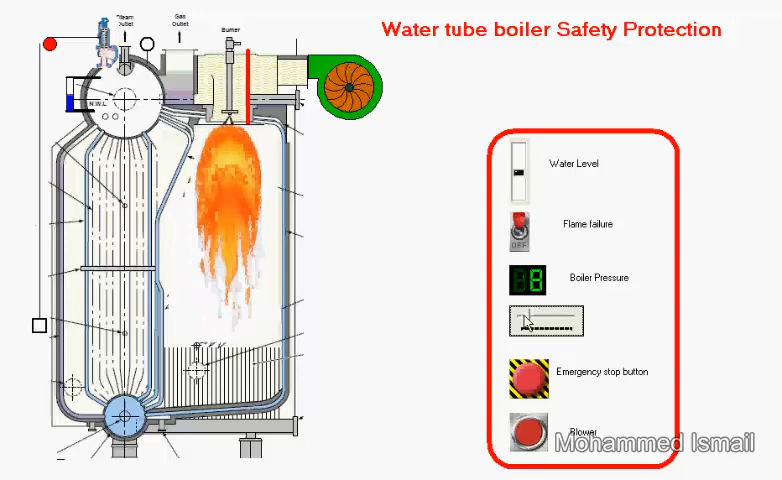 Water tube boiler Safety Protection
Steam
Outlet
Gas
Outlet
Burner
N.W.L
Water Level
Flame failure
OFF
8
Boiler Pressure
Emergency stop button
Blower
Mohammed Ismail